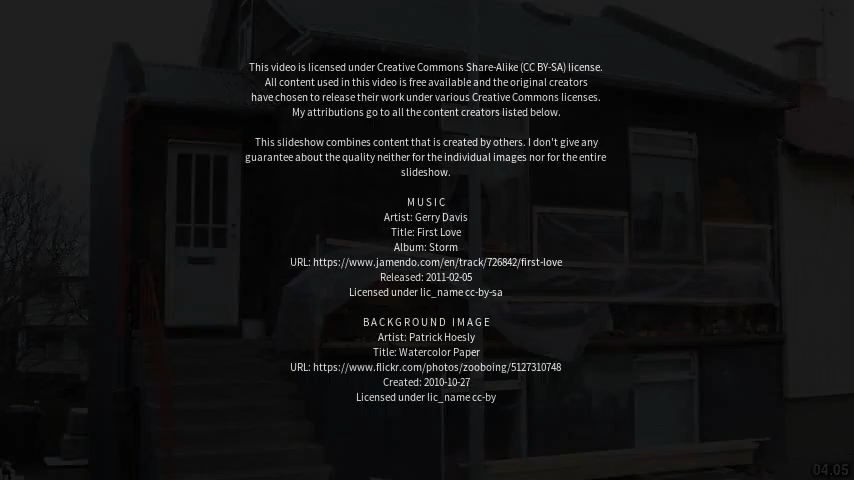 This video is licensed under Creative Commons Share-Alike (CC BY-SA) license.
All content used in this video is free available and the original creators
have chosen to release their work under various Creative Commons licenses.
My attributions go to all the content creators listed below.
This slideshow combines content that is created by others. I don't give any
guarantee about the quality neither for the individual images nor for the entire
slideshow.
MUSIC
Artist: Gerry Davis
Title: First Love
Album: Storm
URL: https://www.jamendo.com/en/track/726842/first-love
Released: 2011-02-05
Licensed under lic_name cc-by-sa
BACKGROUND IMAGE
Artist: Patrick Hoesly
Title: Watercolor Paper
URL: https://www.flickr.com/photos/zooboing/5127310748
Created: 2010-10-27
Licensed under lic_name cc-by
04.05